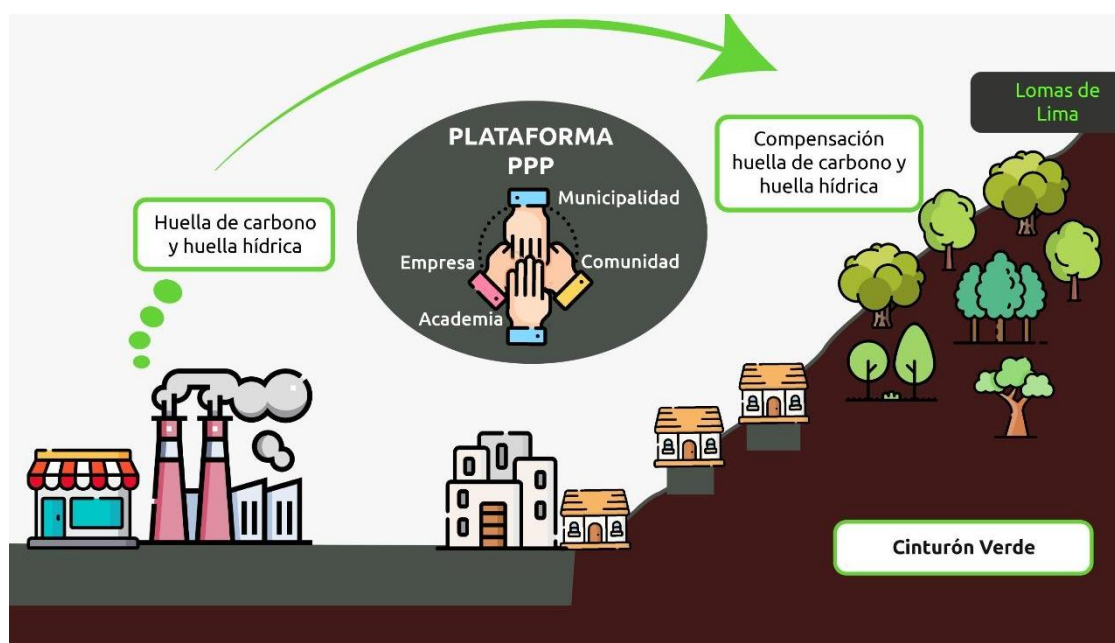 Lomas de
Lima
Compensación
huella de carbono y
huella hídrica
PLATAFORMA
PPP
Municipalidad
Empresa
Comunidad
Academia
Huella de carbono
y huella hídrica
Cinturón Verde